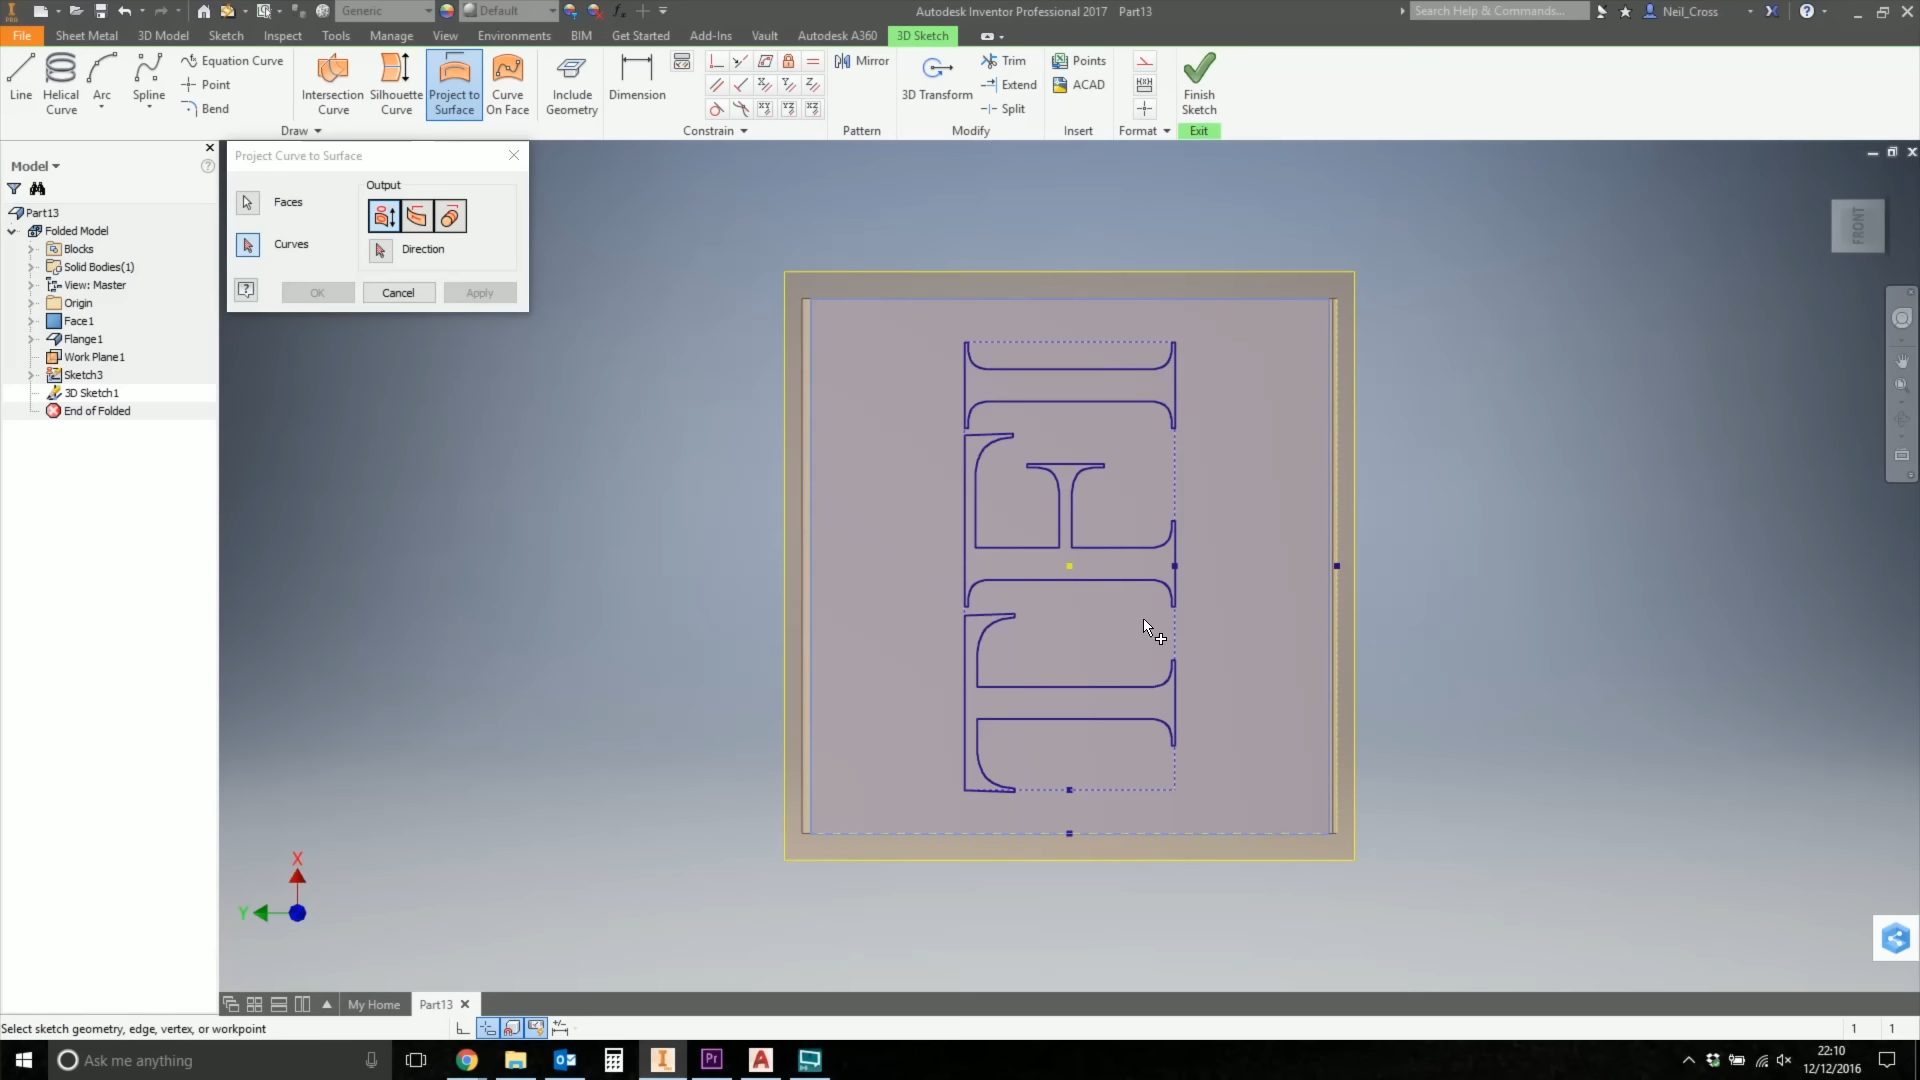 Generic
Default
Autodesk Inventor Professional 2017 Part13
Search Help & Commands...
Neil_Cross
File
Sheet Metal
3D Model
Sketch
Inspect
Tools
Manage
View
Environments
BIM
Get Started
Add-Ins
Vault
Autodesk A360
3D Sketch
Line
Helical Curve
Arc
Spline
Equation Curve
Point
Bend
Intersection Curve
Silhouette Curve
Project to Surface
Curve On Face
Include Geometry
Dimension
Mirror
3D Transform
Trim
Extend
Split
Points
ACAD
Finish Sketch
Draw
Constrain
Pattern
Modify
Insert
Format
Exit
Project Curve to Surface
Faces
Curves
Output
Direction
OK
Cancel
Apply
Model
Part13
Folded Model
Blocks
Solid Bodies(1)
View: Master
Origin
Face1
Flange1
Work Plane1
Sketch3
3D Sketch1
End of Folded
FRONT
X
Y
My Home
Part13
Select sketch geometry, edge, vertex, or workpoint
1 1
Ask me anything
22:10
12/12/2016